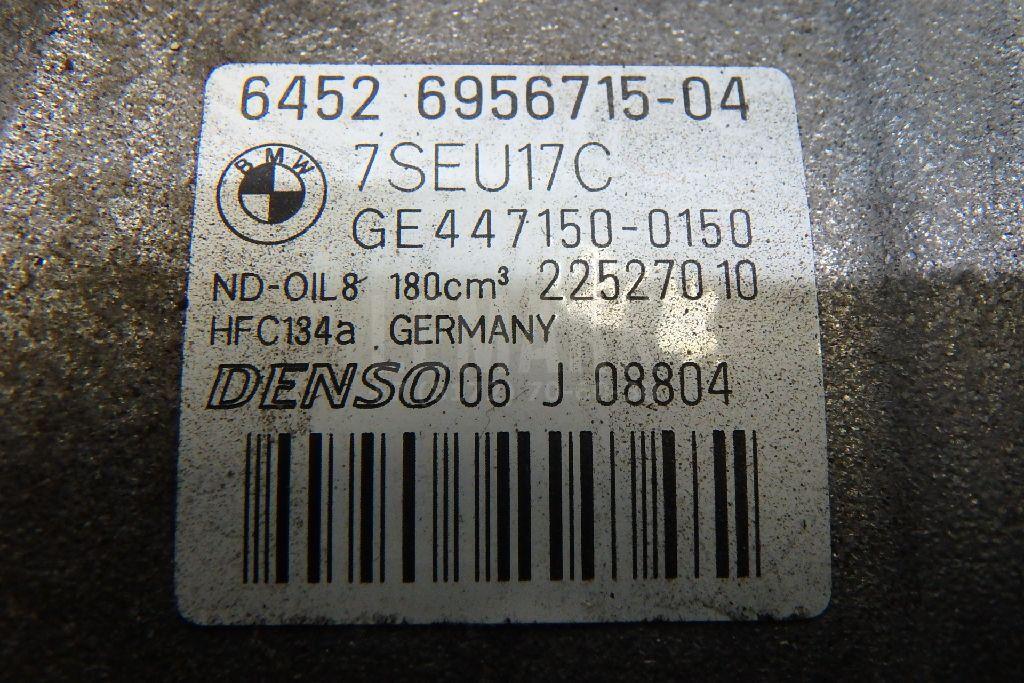 6452 6956715-04
BMW
7SEU17C
GE447150-0150
ND-OIL8 180cm³ 22527010
HFC134a GERMANY
DENSO 06 J 08804